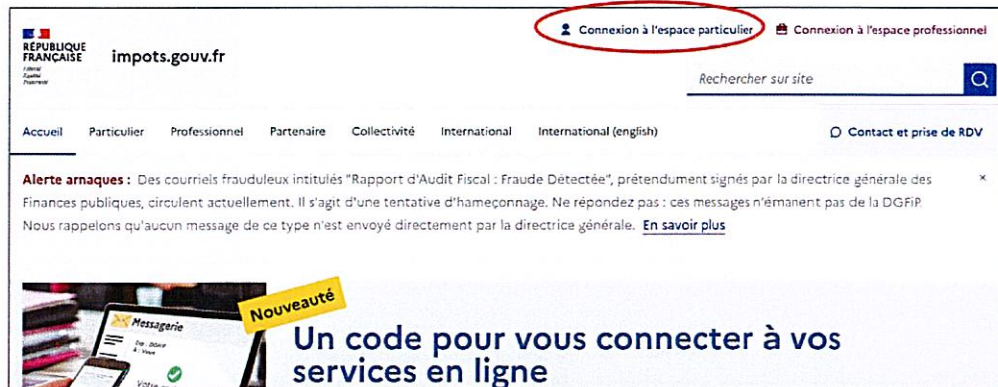 Connexion à l'espace particulier
Connexion à l'espace professionnel
RÉPUBLIQUE
FRANÇAISE
Liberté
Égalité
Fraternité
impots.gouv.fr
Rechercher sur site
Accueil Particulier Professionnel Partenaire Collectivité International International (english) Contact et prise de RDV
Alerte arnaques : Des courriels frauduleux intitulés "Rapport d'Audit Fiscal : Fraude Détectée", prétendument signés par la directrice générale des
Finances publiques, circulent actuellement. Il s'agit d'une tentative d'hameçonnage. Ne répondez pas : ces messages n'émanent pas de la DGFiP.
Nous rappelons qu'aucun message de ce type n'est envoyé directement par la directrice générale. En savoir plus
Nouveauté
Messagerie
Un code pour vous connecter à vos
services en ligne